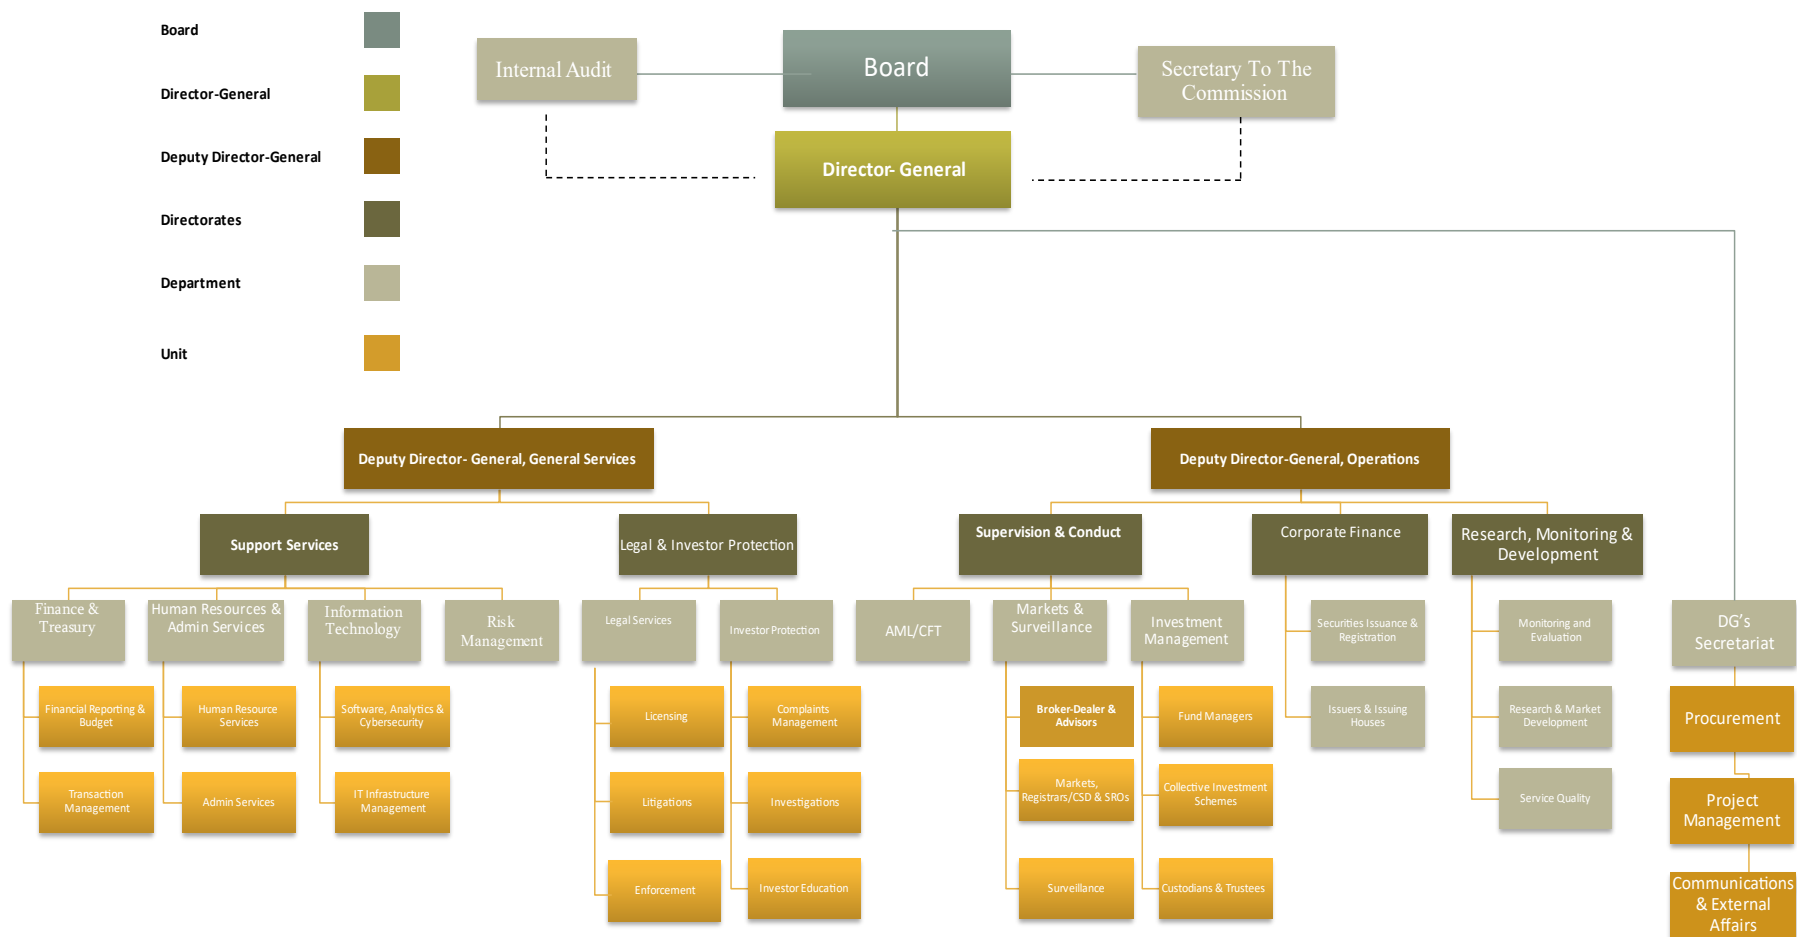 Board
Director-General
Deputy Director-General
Directorates
Department
Unit
Internal Audit
Board
Secretary To The
Commission
Director- General
Deputy Director- General, General Services
Deputy Director-General, Operations
Support Services
Legal & Investor Protection
Supervision & Conduct
Corporate Finance
Research, Monitoring &
Development
Finance &
Treasury
Human Resources &
Admin Services
Information
Technology
Risk
Management
Legal Services
Investor Protection
AML/CFT
Markets &
Surveillance
Investment
Management
Securities Issuance &
Registration
Monitoring and
Evaluation
DG’s
Secretariat
Financial Reporting &
Budget
Human Resource
Services
Software, Analytics &
Cybersecurity
Licensing
Complaints
Management
Broker-Dealer &
Advisors
Fund Managers
Issuers & Issuing
Houses
Research & Market
Development
Procurement
Transaction
Management
Admin Services
IT Infrastructure
Management
Litigations
Investigations
Markets,
Registrars/CSD & SROs
Collective Investment
Schemes
Service Quality
Project
Management
Enforcement
Investor Education
Surveillance
Custodians & Trustees
Communications
& External
Affairs